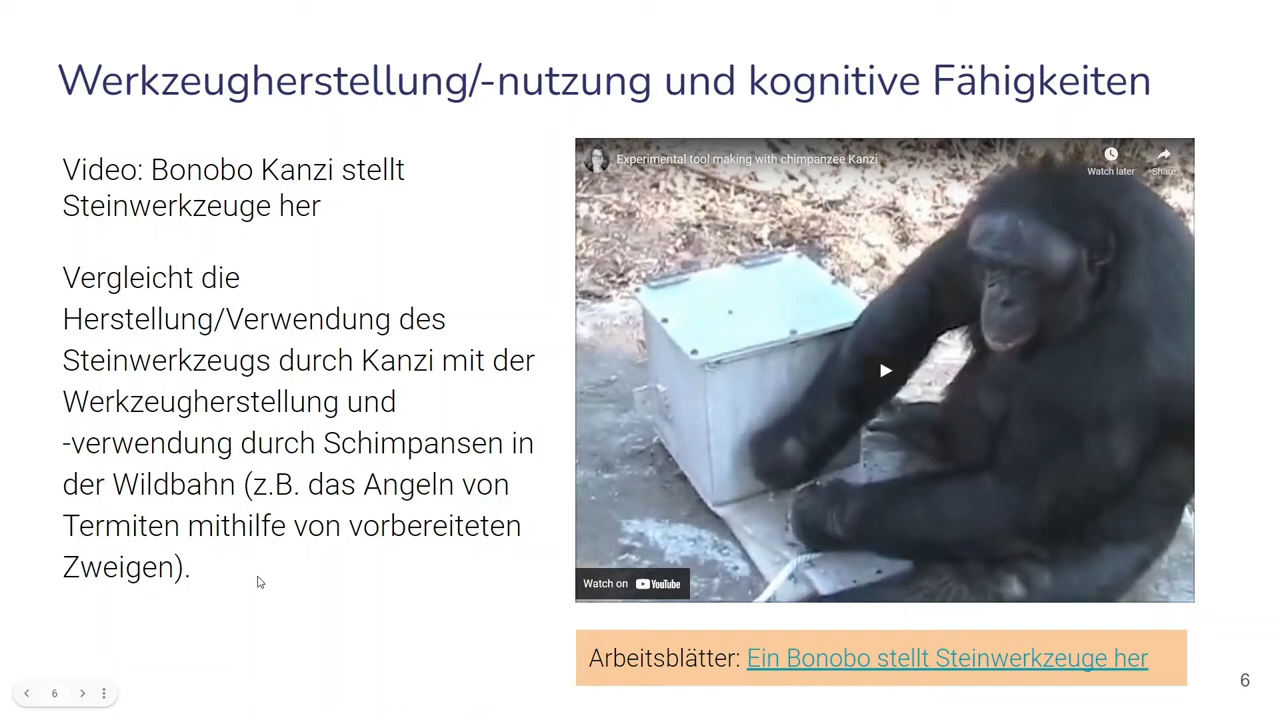 Werkzeugherstellung/-nutzung und kognitive Fähigkeiten
Video: Bonobo Kanzi stellt
Steinwerkzeuge her
Vergleicht die
Herstellung/Verwendung des
Steinwerkzeugs durch Kanzi mit der
Werkzeugherstellung und
-verwendung durch Schimpansen in
der Wildbahn (z.B. das Angeln von
Termiten mithilfe von vorbereiteten
Zweigen).
Experimental tool making with chimpanzee Kanzi
Watch later
Share
Watch on YouTube
Arbeitsblätter: Ein Bonobo stellt Steinwerkzeuge her
6
6